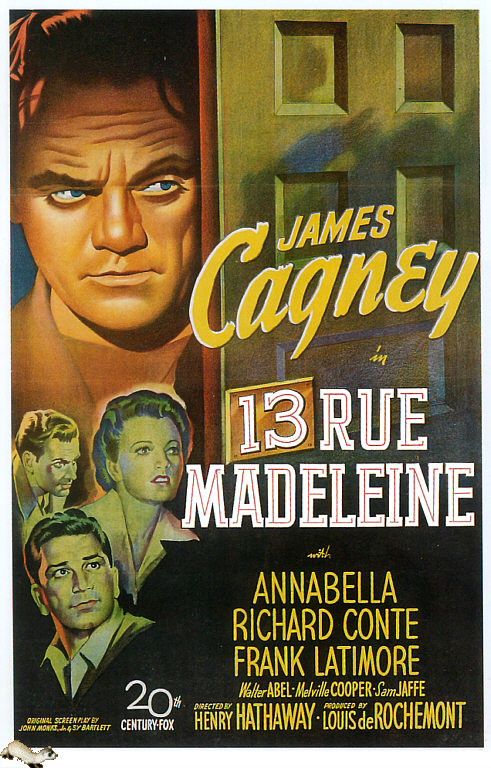 JAMES
Cagney
in
13 RUE
MADELEINE
with
ANNABELLA
RICHARD CONTE
FRANK LATIMORE
Walter ABEL · Melville COOPER · Sam JAFFE
DIRECTED BY HENRY HATHAWAY · PRODUCED BY LOUIS de ROCHEMONT
20th
CENTURY-FOX
ORIGINAL SCREEN PLAY BY
JOHN MONKS, Jr. & SY BARTLETT